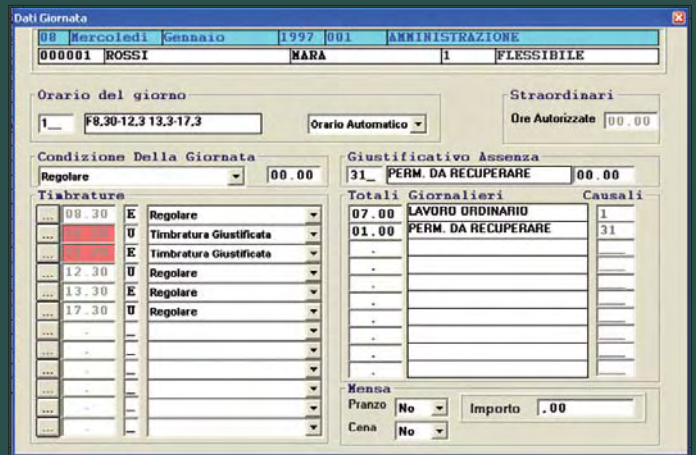 Dati Giornata
08 Mercoledì Gennaio 1997 001 AMMINISTRAZIONE
000001 ROSSI MARA 1 FLESSIBILE
Orario del giorno
1__ F8,30-12,3 13,3-17,3 Orario Automatico
Straordinari
Ore Autorizzate 00.00
Condizione Della Giornata
Regolare 00.00
Giustificativo Assenza
31_ PERM. DA RECUPERARE 00.00
Timbrature
... 08.30 E Regolare
... U Timbratura Giustificata
... E Timbratura Giustificata
... 12.30 U Regolare
... 13.30 E Regolare
... 17.30 U Regolare
... . _
... . _
... . _
... . _
... . _
... . _
Totali Giornalieri Causali
07.00 LAVORO ORDINARIO 1
01.00 PERM. DA RECUPERARE 31
Mensa
Pranzo No Importo .00
Cena No